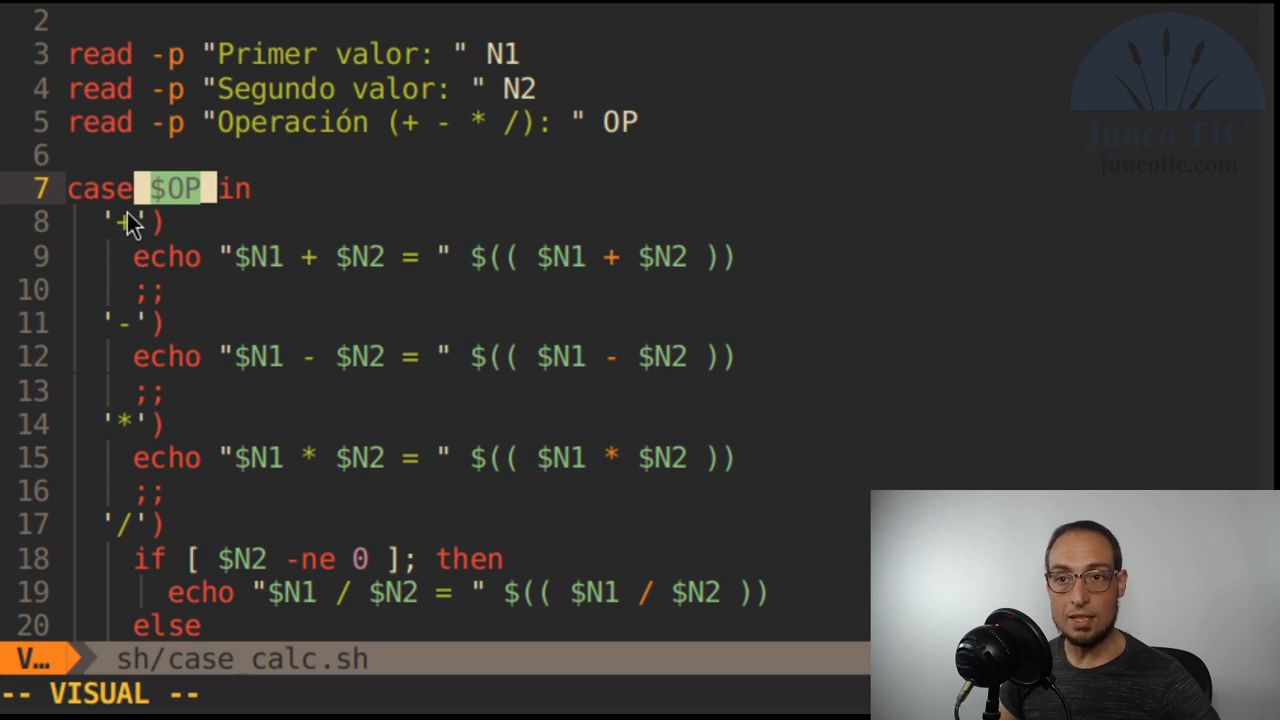 2
3 read -p "Primer valor: " N1
4 read -p "Segundo valor: " N2
5 read -p "Operación (+ - * /): " OP
6
7 case $OP in
8 '+')
9 echo "$N1 + $N2 = " $(( $N1 + $N2 ))
10 ;;
11 '-')
12 echo "$N1 - $N2 = " $(( $N1 - $N2 ))
13 ;;
14 '*')
15 echo "$N1 * $N2 = " $(( $N1 * $N2 ))
16 ;;
17 '/')
18 if [ $N2 -ne 0 ]; then
19 echo "$N1 / $N2 = " $(( $N1 / $N2 ))
20 else
V... sh/case_calc.sh
-- VISUAL --
Junco TIC
juncotic.com